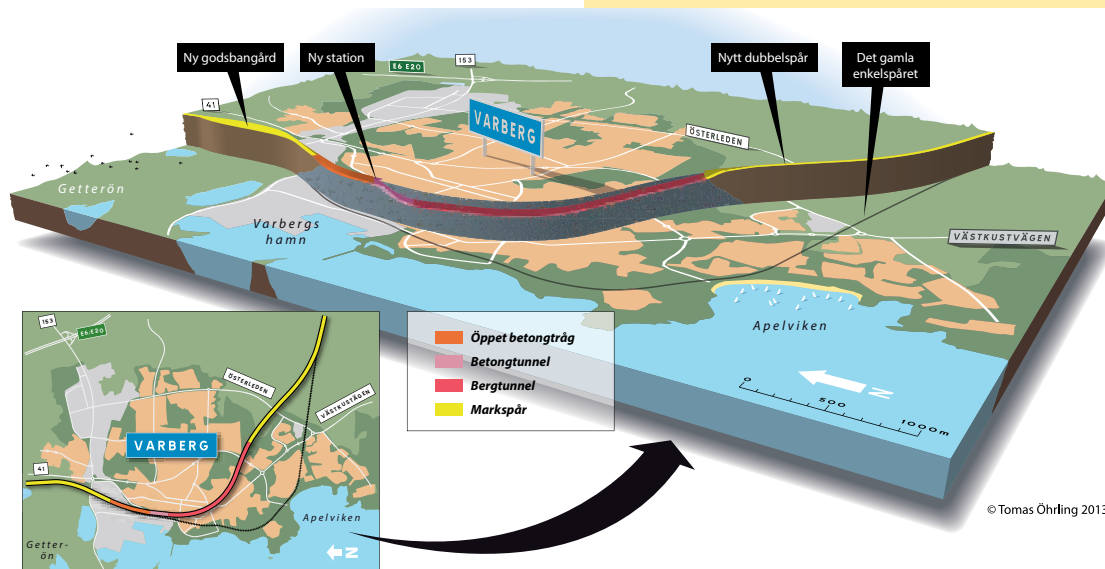 Ny godsbangård
Ny station
Nytt dubbelspår
Det gamla
enkelspåret
E6 E20
153
41
VARBERG
ÖSTERLEDEN
Getterön
Varbergs
hamn
VÄSTKUSTVÄGEN
Apelviken
0
500
1000m
N
Öppet betongtråg
Betongtunnel
Bergtunnel
Markspår
153
E6:E20
ÖSTERLEDEN
VÄSTKUSTVÄGEN
VARBERG
41
Apelviken
Getter-
ön
N
© Tomas Öhrling 2013